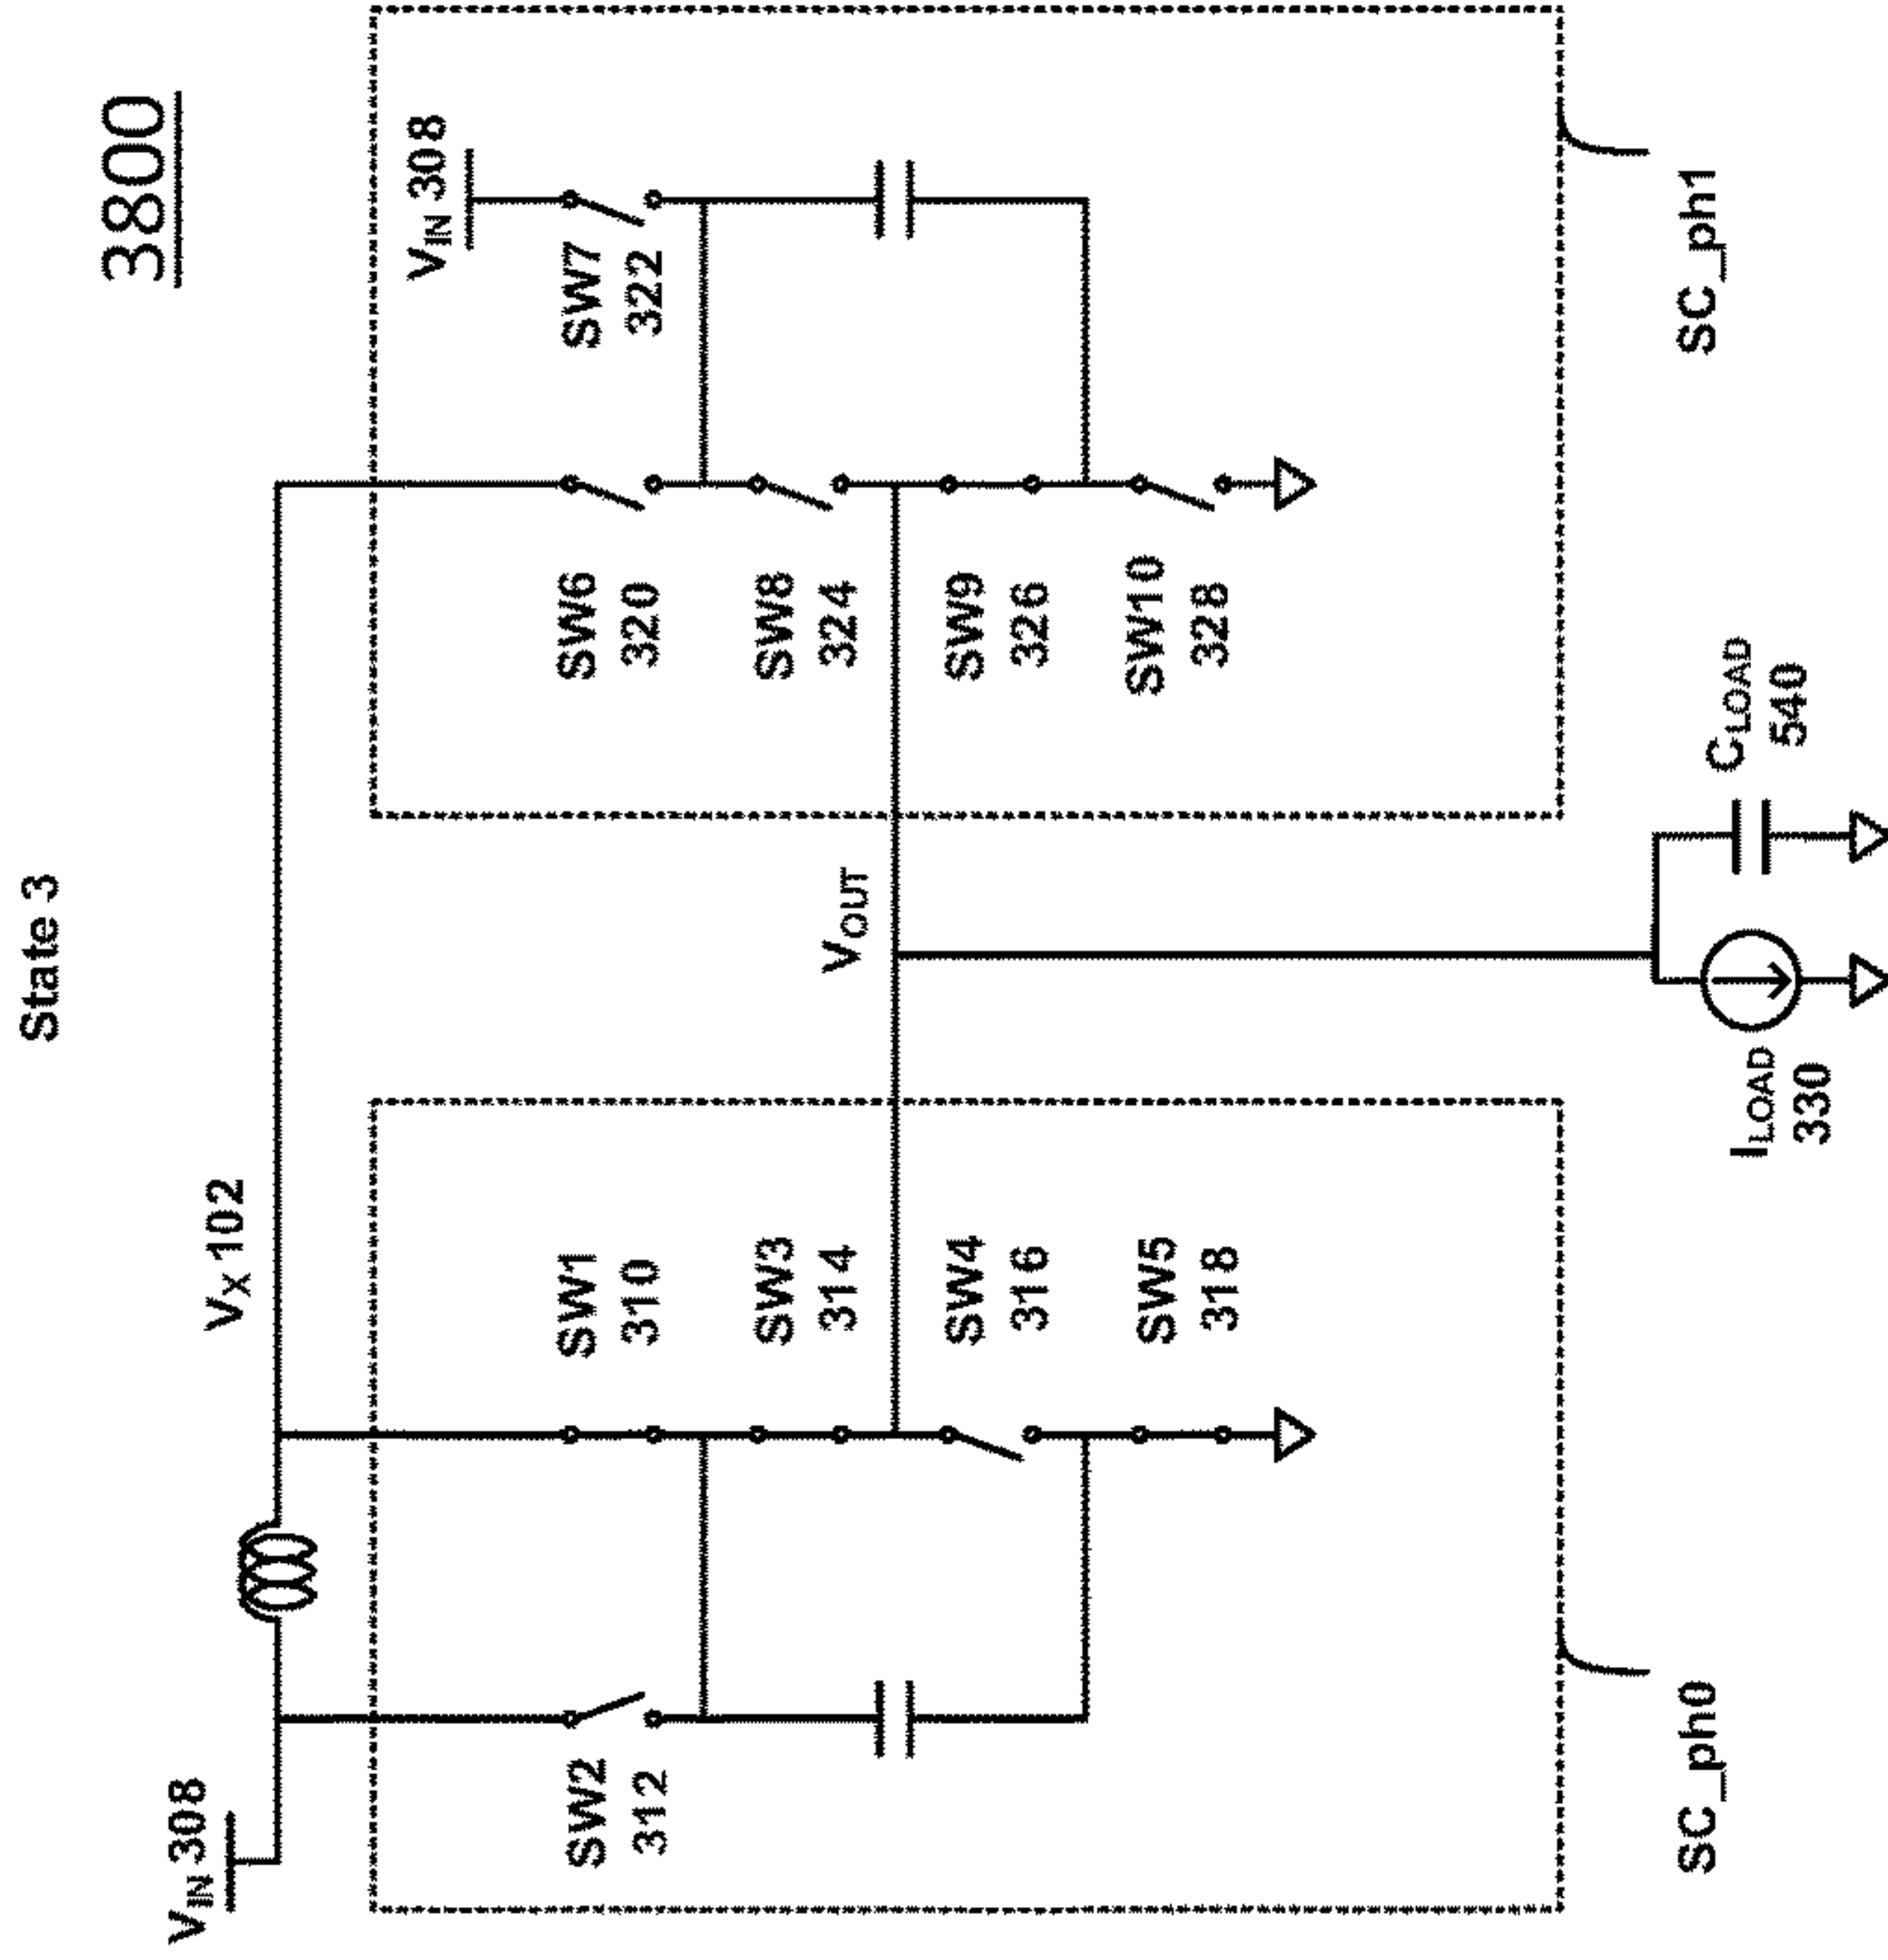 State 3
3800
V_IN 308
V_X 102
V_IN 308
SW2
312
SW1
310
SW3
314
SW4
316
SW5
318
V_OUT
SW6
320
SW7
322
SW8
324
SW9
326
SW10
328
I_LOAD
330
C_LOAD
540
SC_ph0
SC_ph1